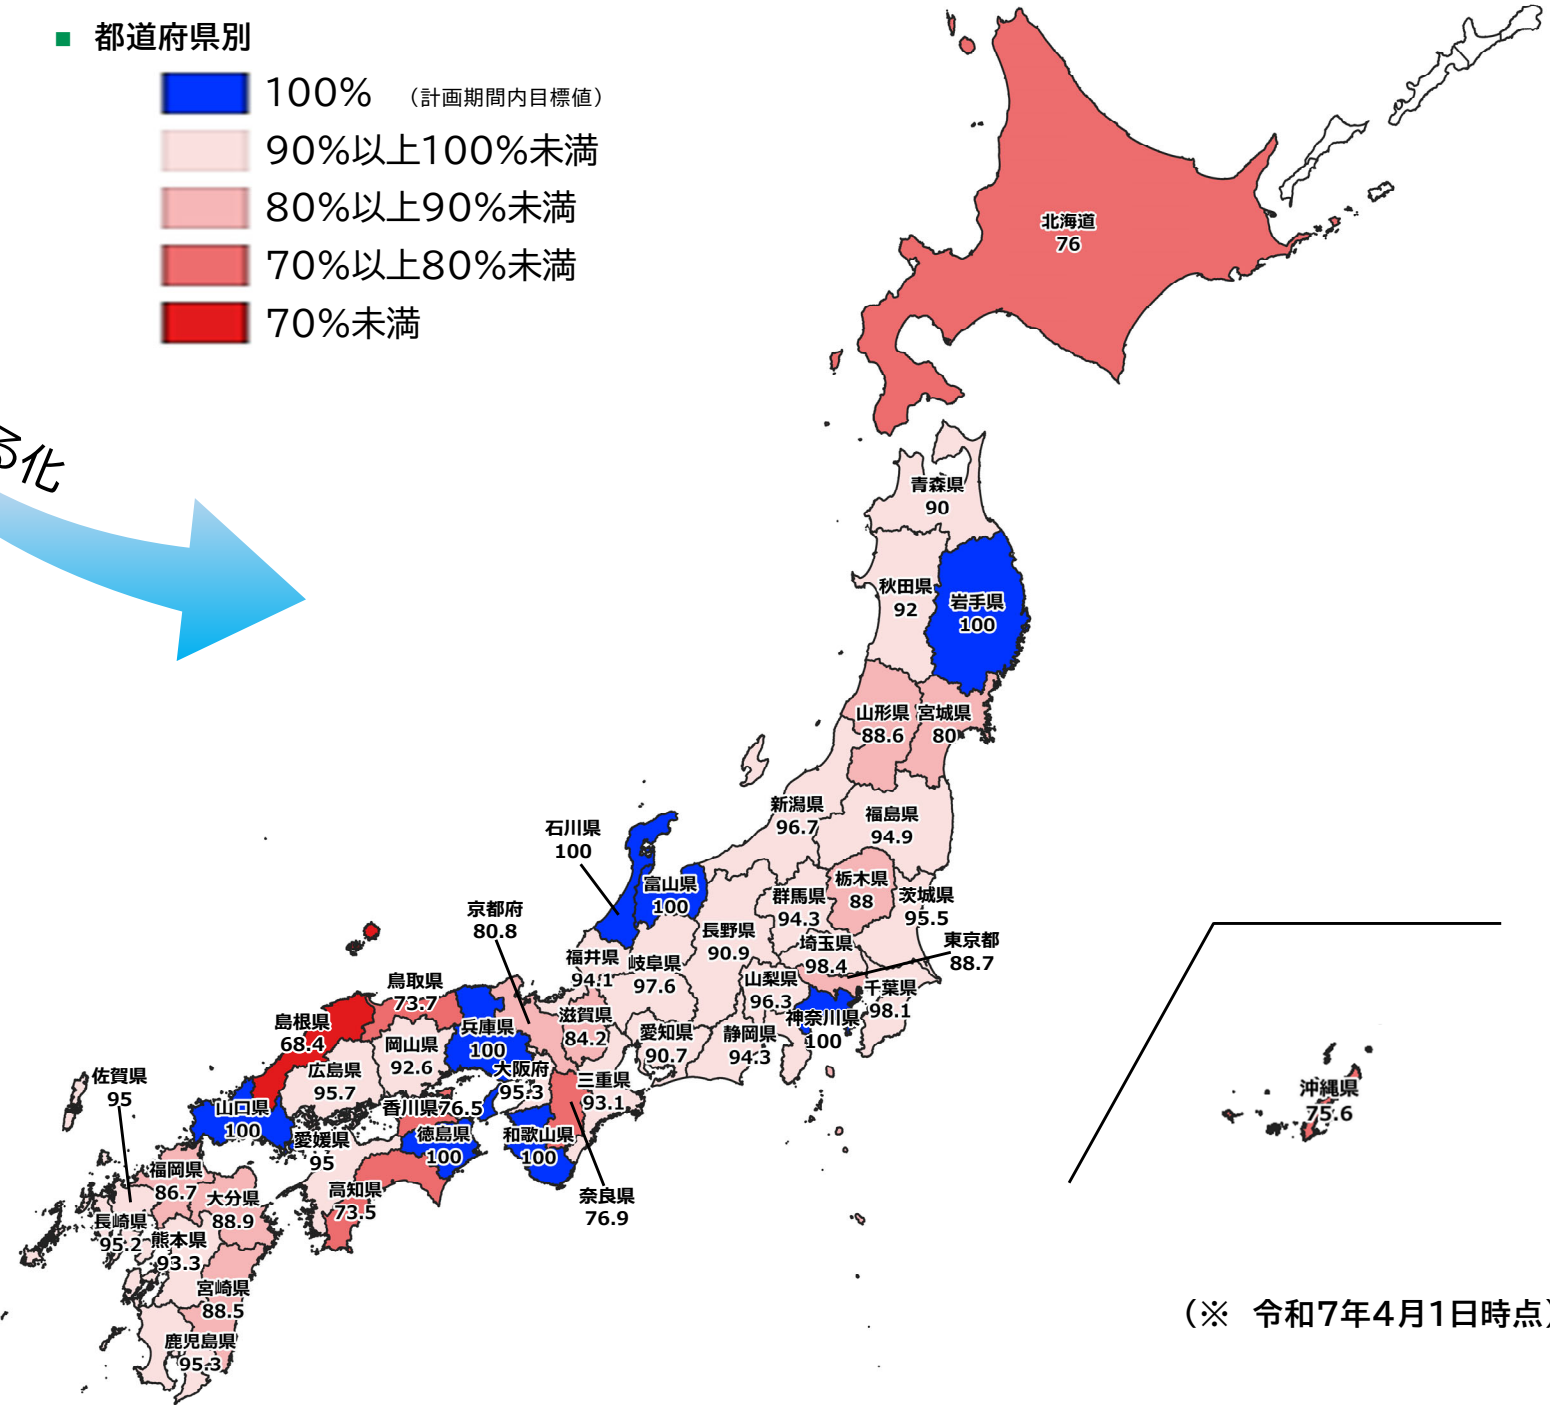 ■ 都道府県別
100% (計画期間内目標値)
90%以上100%未満
80%以上90%未満
70%以上80%未満
70%未満
る化
北海道
76
青森県
90
秋田県
92
岩手県
100
山形県
88.6
宮城県
80
新潟県
96.7
福島県
94.9
石川県
100
富山県
100
栃木県
88
群馬県
94.3
茨城県
95.5
京都府
80.8
長野県
90.9
埼玉県
98.4
東京都
88.7
福井県
94.1
岐阜県
97.6
山梨県
96.3
千葉県
98.1
鳥取県
73.7
滋賀県
84.2
神奈川県
100
島根県
68.4
兵庫県
100
愛知県
90.7
静岡県
94.3
岡山県
92.6
広島県
95.7
大阪府
95.3
三重県
93.1
佐賀県
95
香川県76.5
山口県
100
徳島県
100
和歌山県
100
愛媛県
95
沖縄県
75.6
福岡県
86.7
高知県
73.5
奈良県
76.9
大分県
88.9
長崎県
95.2
熊本県
93.3
宮崎県
88.5
鹿児島県
95.3
(※ 令和7年4月1日時点)